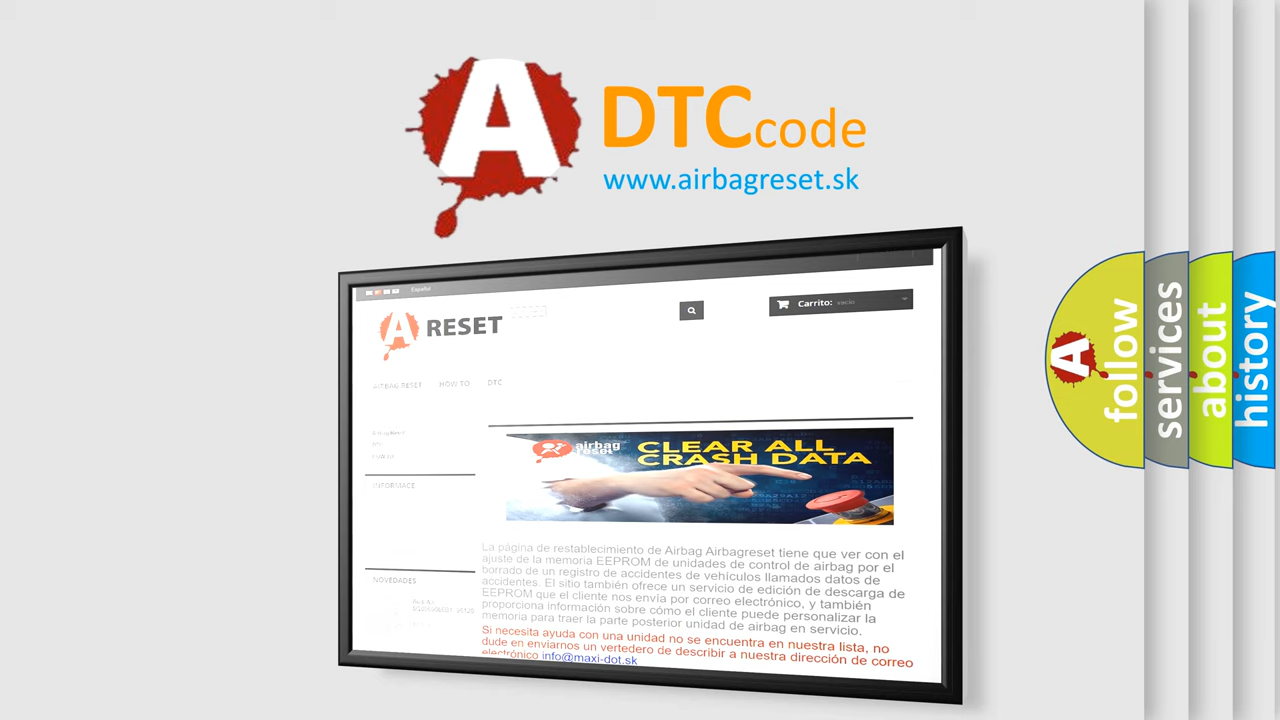 A DTCcode
www.airbagreset.sk
Español
A RESET
Carrito: vacío
AIRBAG RESET HOW TO DTC
INFORMACE
airbag
reset
CLEAR ALL
CRASH DATA
La página de restablecimiento de Airbag Airbagreset tiene que ver con el
ajuste de la memoria EEPROM de unidades de control de airbag por el
borrado de un registro de accidentes de vehículos llamados datos de
accidentes. El sitio también ofrece un servicio de edición de descarga de
EEPROM que el cliente nos envía por correo electrónico, y también
proporciona información sobre cómo el cliente puede personalizar la
memoria para traer la parte posterior unidad de airbag en servicio.
Si necesita ayuda con una unidad no se encuentra en nuestra lista, no
dude en enviarnos un vertedero de describir a nuestra dirección de correo
electrónico info@maxi-dot.sk
NOVEDADES
A follow
services
about
history